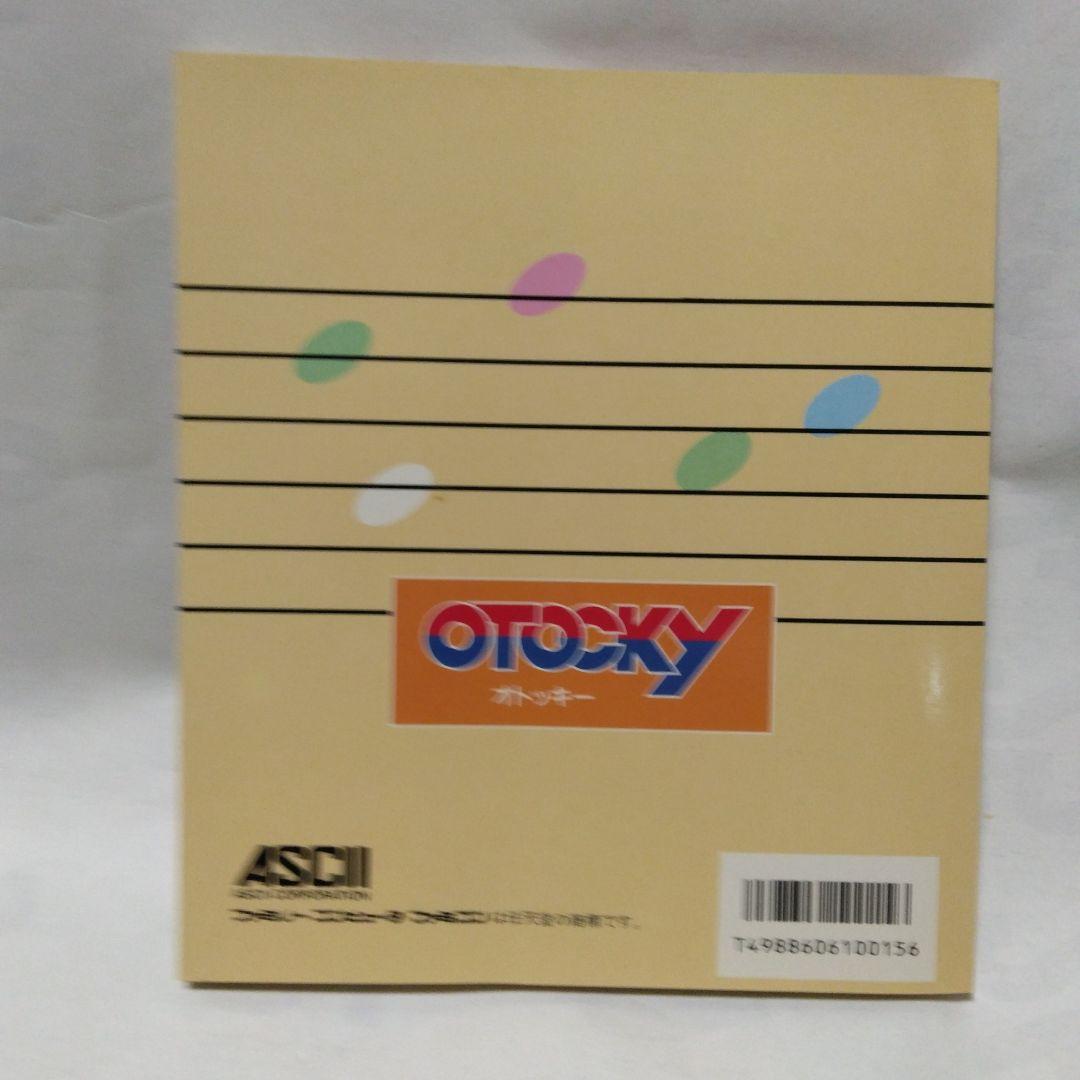 OTOCKY
オトッキー
ASCII
ASCII CORPORATION
ファミリーコンピュータ ファミコンは任天堂の商標です。
T4988606100156